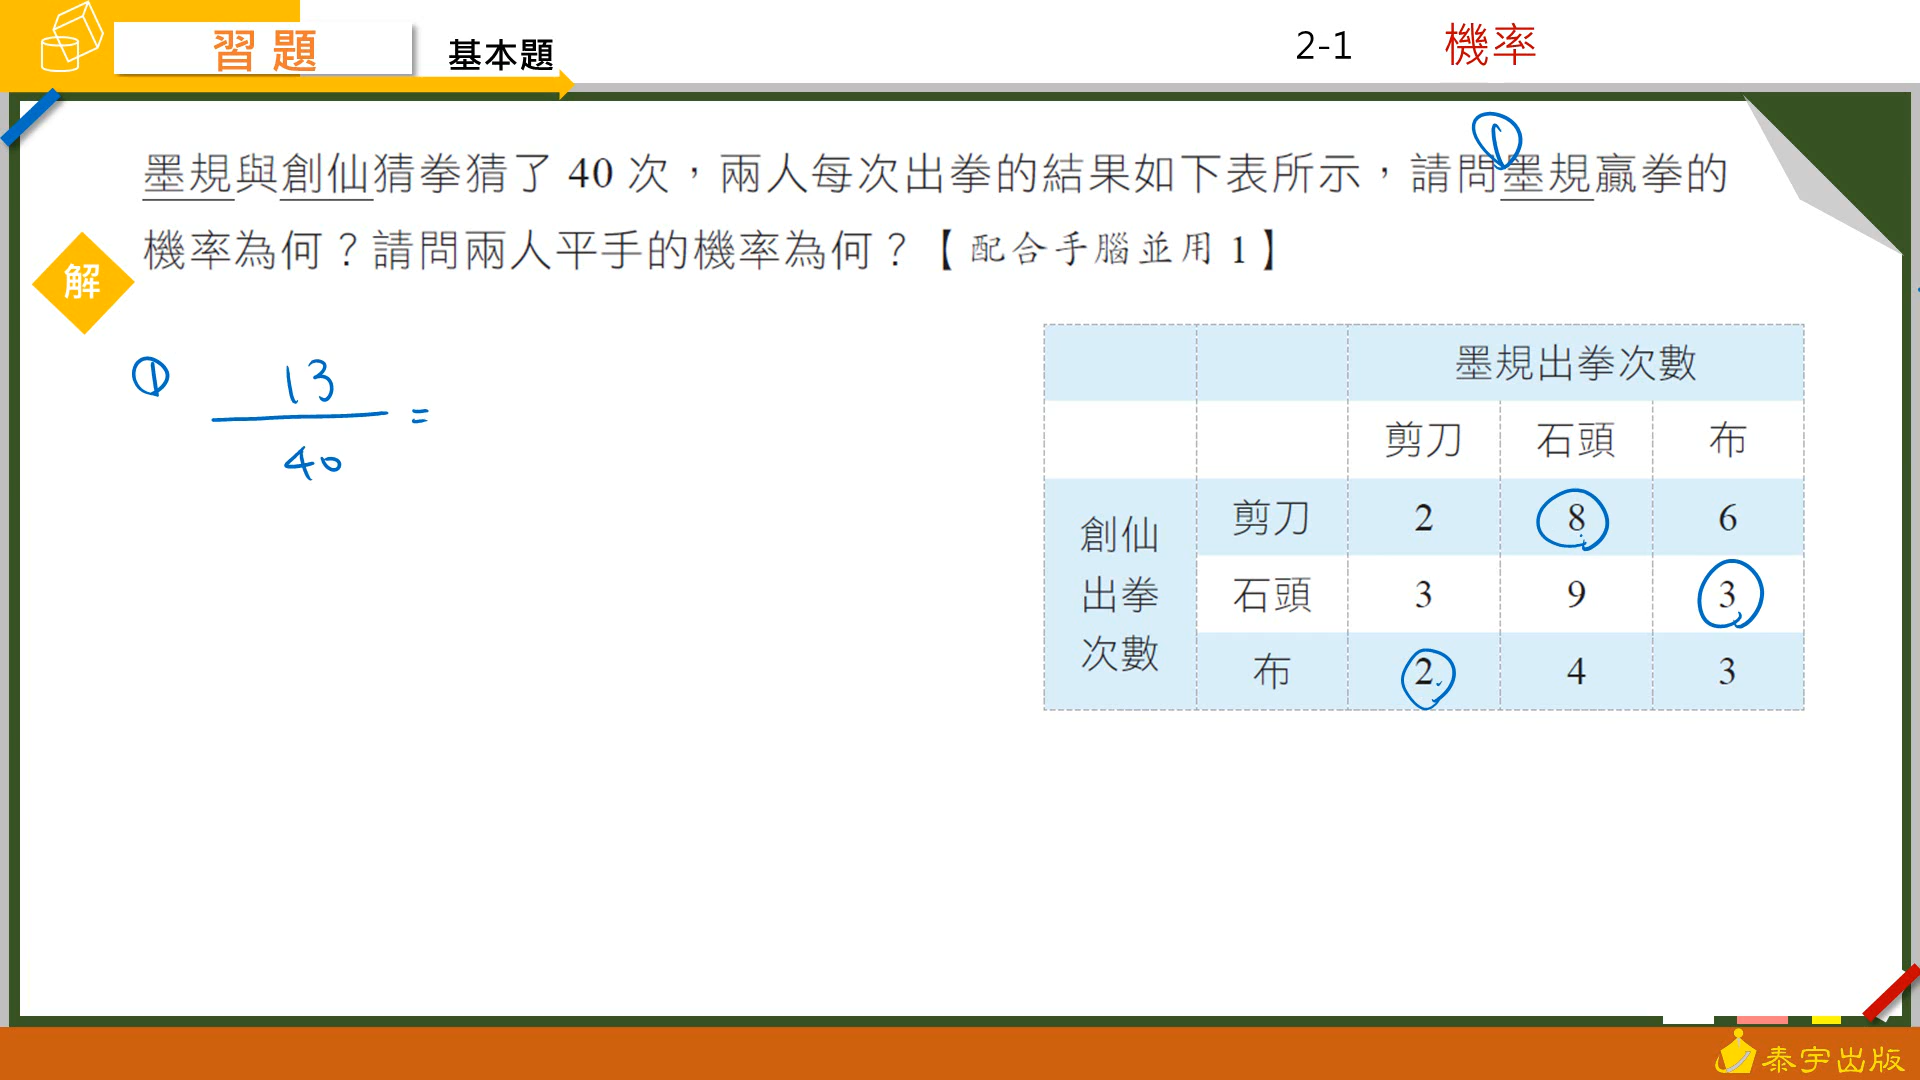 習題 基本題 2-1 機率
墨規與創仙猜拳猜了 40 次，兩人每次出拳的結果如下表所示，請問墨規贏拳的
機率為何？請問兩人平手的機率為何？【配合手腦並用 1】
解
①
① 13
40 =
墨規出拳次數
剪刀 石頭 布
創仙出拳次數
剪刀 2 8 6
石頭 3 9 3
布 2 4 3
泰宇出版